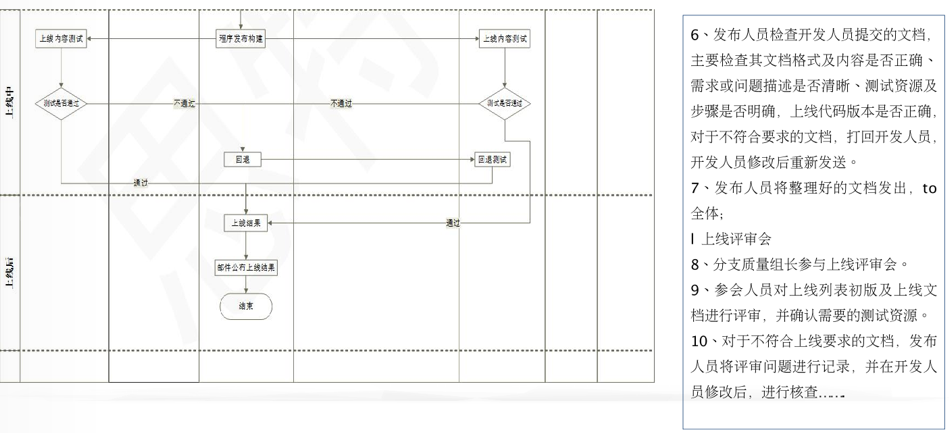 上线中
上线内容测试
程序发布构建
上线内容测试
测试是否通过
不通过
不通过
测试是否通过
回退
回退测试
通过
上线后
上线结果
通过
邮件公布上线结果
结束
6、发布人员检查开发人员提交的文档，
主要检查其文档格式及内容是否正确、
需求或问题描述是否清晰、测试资源及
步骤是否明确，上线代码版本是否正确，
对于不符合要求的文档，打回开发人员，
开发人员修改后重新发送。
7、发布人员将整理好的文档发出，to
全体；
l 上线评审会
8、分支质量组长参与上线评审会。
9、参会人员对上线列表初版及上线文
档进行评审，并确认需要的测试资源。
10、对于不符合上线要求的文档，发布
人员将评审问题进行记录，并在开发人
员修改后，进行核查……